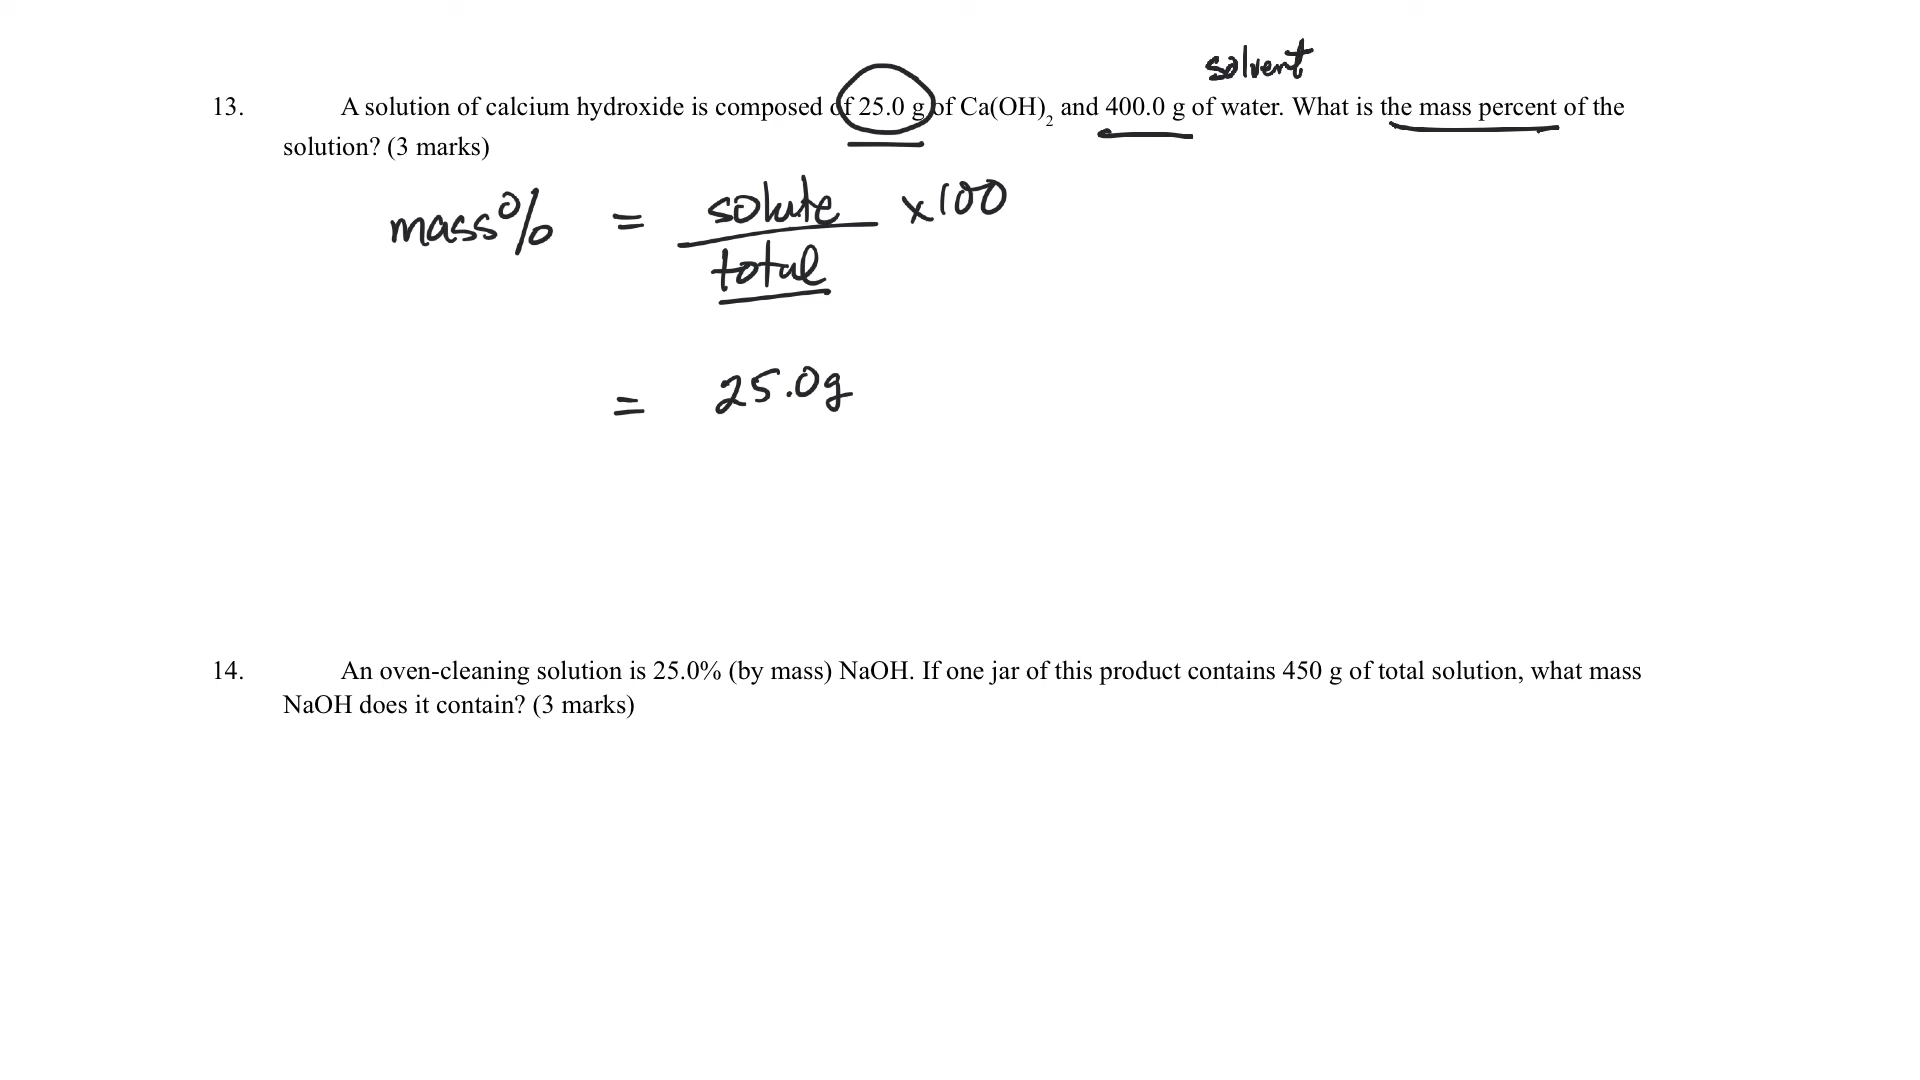 solvent
13. A solution of calcium hydroxide is composed of 25.0 g of Ca(OH)₂ and 400.0 g of water. What is the mass percent of the
solution? (3 marks)
mass% = solute ×100
total
= 25.0g
14. An oven-cleaning solution is 25.0% (by mass) NaOH. If one jar of this product contains 450 g of total solution, what mass
NaOH does it contain? (3 marks)